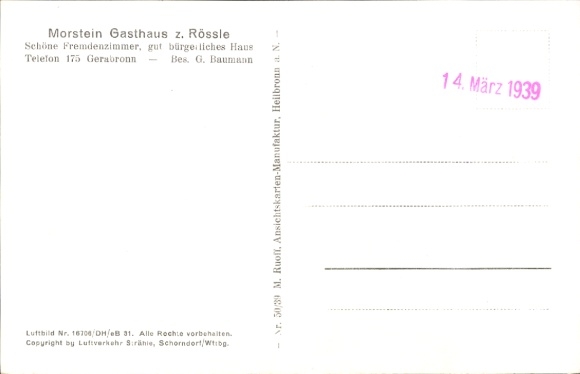 Morstein Gasthaus z. Rössle
Schöne Fremdenzimmer, gut bürgerliches Haus
Telefon 175 Gerabronn — Bes. G. Baumann
14. März 1939
Nr. 50/39 M. Ruoff, Ansichtskarten-Manufaktur, Heilbronn a. N.
Luftbild Nr. 16706/DH/eB 81. Alle Rechte vorbehalten.
Copyright by Luftverkehr Strähle, Schorndorf/Wttbg.